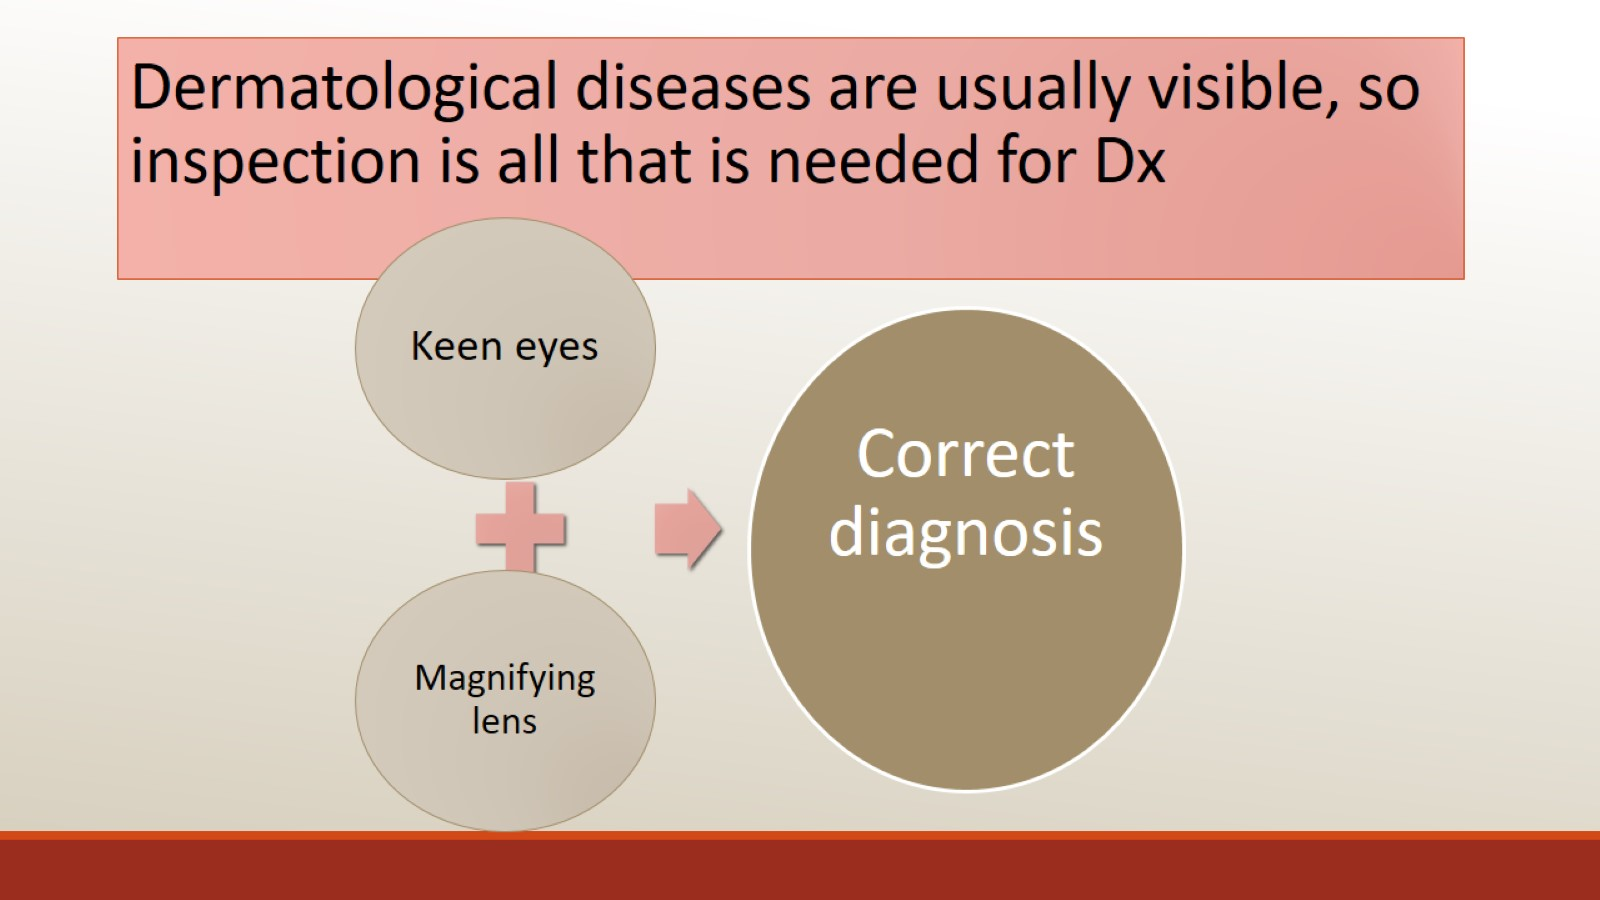 Dermatological diseases are usually visible, so
inspection is all that is needed for Dx
Keen eyes
Magnifying
lens
Correct
diagnosis